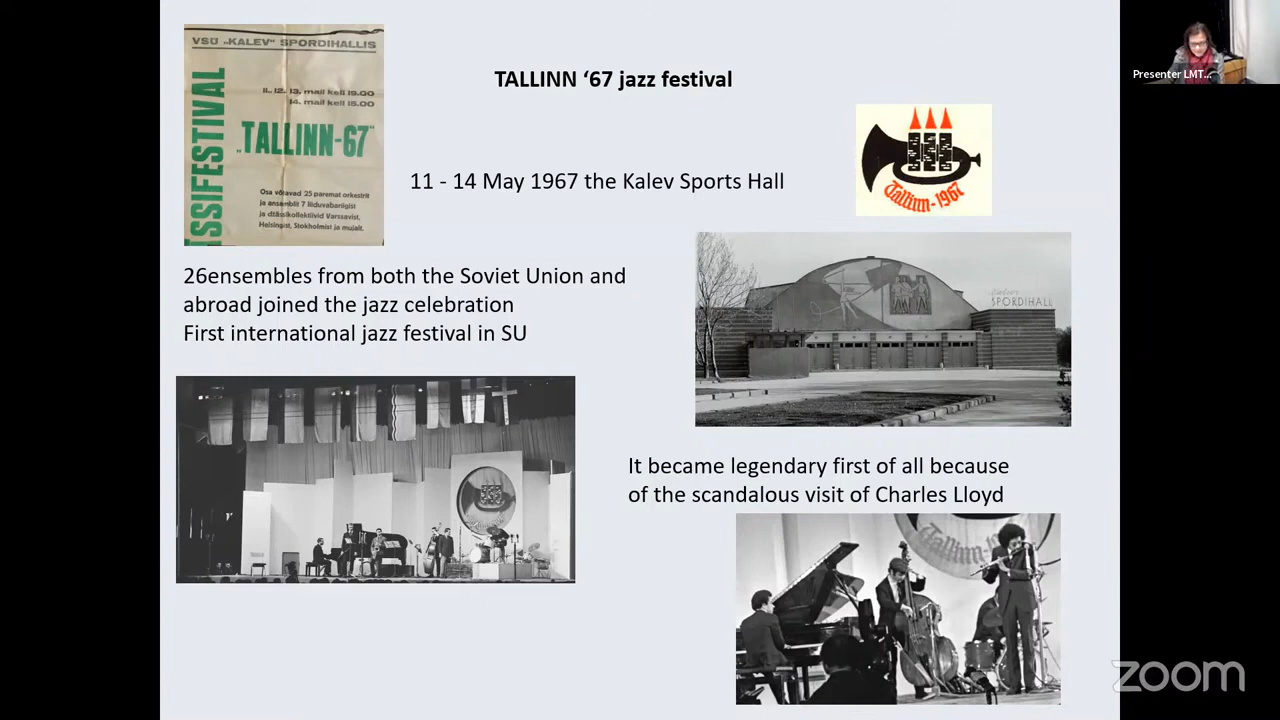 VSÜ „KALEV“ SPORDIHALLIS
11., 12. 13. mail kell 19.00
14. mail kell 15.00
„TALLINN-67“
Osa võtavad 25 paremat orkestrit
ja ansamblit 7 liiduvabariigist
ja džässikollektiivid Varssavist,
Helsingist, Stokholmist ja mujalt.
SSIFESTIVAL
TALLINN ‘67 jazz festival
11 - 14 May 1967 the Kalev Sports Hall
Tallinn-1967
26ensembles from both the Soviet Union and
abroad joined the jazz celebration
First international jazz festival in SU
Kalev
SPORDIHALL
It became legendary first of all because
of the scandalous visit of Charles Lloyd
Tallinn-1
Presenter LMT...
zoom